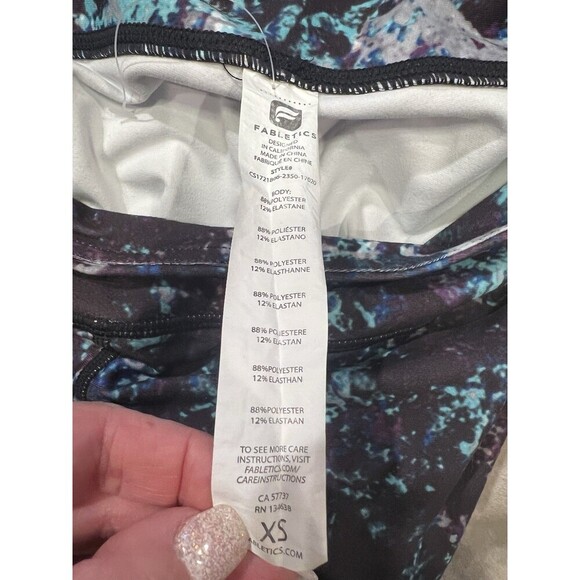 FABLETICS
DESIGNED
IN CALIFORNIA
MADE IN CHINA
FABRIQUÉ EN CHINE
STYLE#
BODY:
88%POLYESTER
12% ELASTANE
88% POLIÉSTER
12% ELASTANO
88%POLYESTER
12% ELASTHANNE
88%POLYESTER
12% ELASTAN
88%POLIESTERE
12% ELASTAN
88%POLYESTER
12% ELASTHAN
88%POLYESTER
12% ELASTAAN
TO SEE MORE CARE
INSTRUCTIONS, VISIT
FABLETICS.COM/
CAREINSTRUCTIONS
CA 57737
XS
ABLETICS.COM